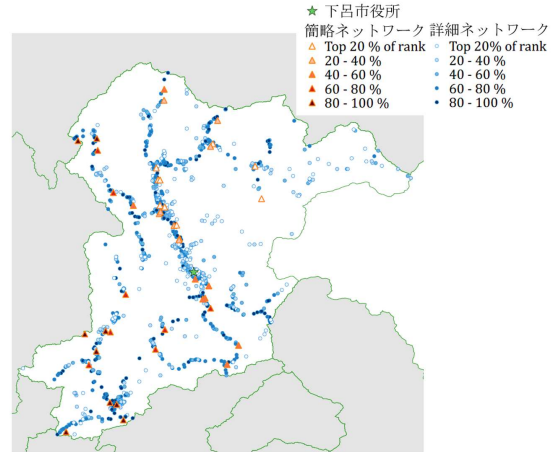 下呂市役所
簡略ネットワーク 詳細ネットワーク
Top 20 % of rank Top 20% of rank
20 - 40 % 20 - 40 %
40 - 60 % 40 - 60 %
60 - 80 % 60 - 80 %
80 - 100 % 80 - 100 %